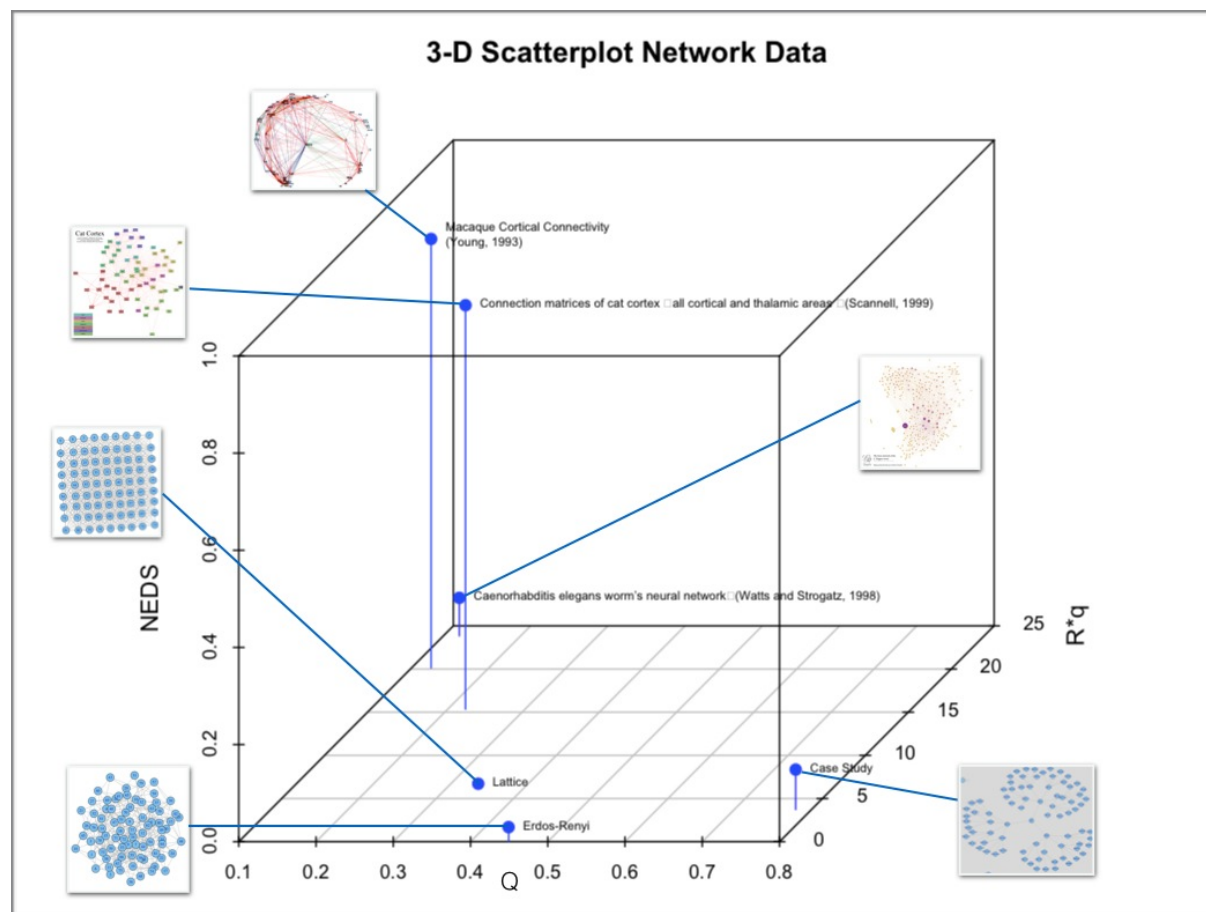 3-D Scatterplot Network Data
Macaque Cortical Connectivity
(Young, 1993)
Cat Cortex
Connection matrices of cat cortex □all cortical and thalamic areas □(Scannell, 1999)
1.0
0.8
0.6
0.4
0.2
0.0
NEDS
Caenorhabditis elegans worm's neural network□(Watts and Strogatz, 1998)
25
20
15
10
5
0
R*q
Lattice
Case Study
Erdos-Renyi
0.1
0.2
0.3
0.4
0.5
0.6
0.7
0.8
Q